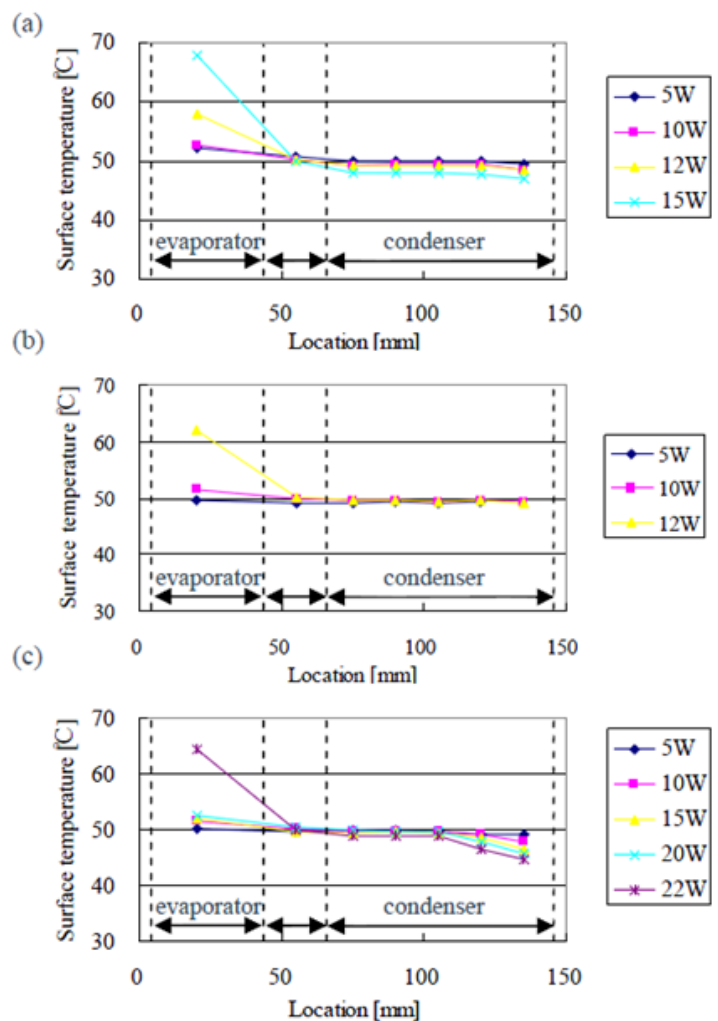 (a)
Surface temperature [℃]
70
60
50
40
30
evaporator
condenser
0
50
100
150
Location [mm]
5W
10W
12W
15W
(b)
Surface temperature [℃]
70
60
50
40
30
evaporator
condenser
0
50
100
150
Location [mm]
5W
10W
12W
(c)
Surface temperature [℃]
70
60
50
40
30
evaporator
condenser
0
50
100
150
Location [mm]
5W
10W
15W
20W
22W